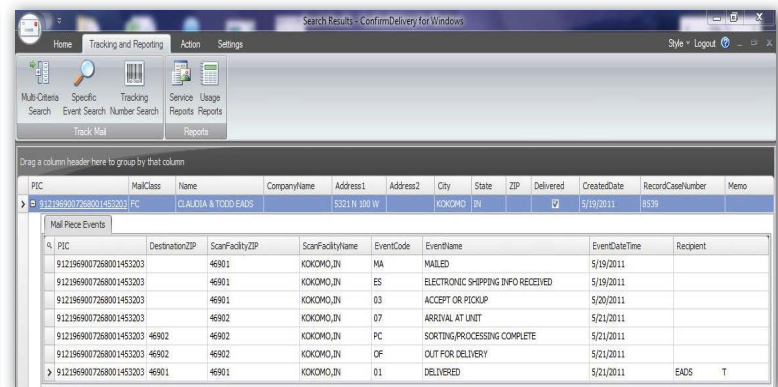 Search Results - ConfirmDelivery for Windows
Home Tracking and Reporting Action Settings Style Logout
Multi-Criteria Search Specific Event Search Tracking Number Search Service Reports Usage Reports
Track Mail Reports
Drag a column header here to group by that column
PIC MailClass Name CompanyName Address1 Address2 City State ZIP Delivered CreatedDate RecordCaseNumber Memo
9121969007268001453203 FC CLAUDIA & TODD EADS 5321 N 100 W KOKOMO IN 5/19/2011 8539
Mail Piece Events
PIC DestinationZIP ScanFacilityZIP ScanFacilityName EventCode EventName EventDateTime Recipient
9121969007268001453203 46901 KOKOMO,IN MA MAILED 5/19/2011
9121969007268001453203 46901 KOKOMO,IN ES ELECTRONIC SHIPPING INFO RECEIVED 5/19/2011
9121969007268001453203 46901 KOKOMO,IN 03 ACCEPT OR PICKUP 5/20/2011
9121969007268001453203 46902 KOKOMO,IN 07 ARRIVAL AT UNIT 5/21/2011
9121969007268001453203 46902 46902 KOKOMO,IN PC SORTING/PROCESSING COMPLETE 5/21/2011
9121969007268001453203 46902 46902 KOKOMO,IN OF OUT FOR DELIVERY 5/21/2011
9121969007268001453203 46901 46901 KOKOMO,IN 01 DELIVERED 5/21/2011 EADS T